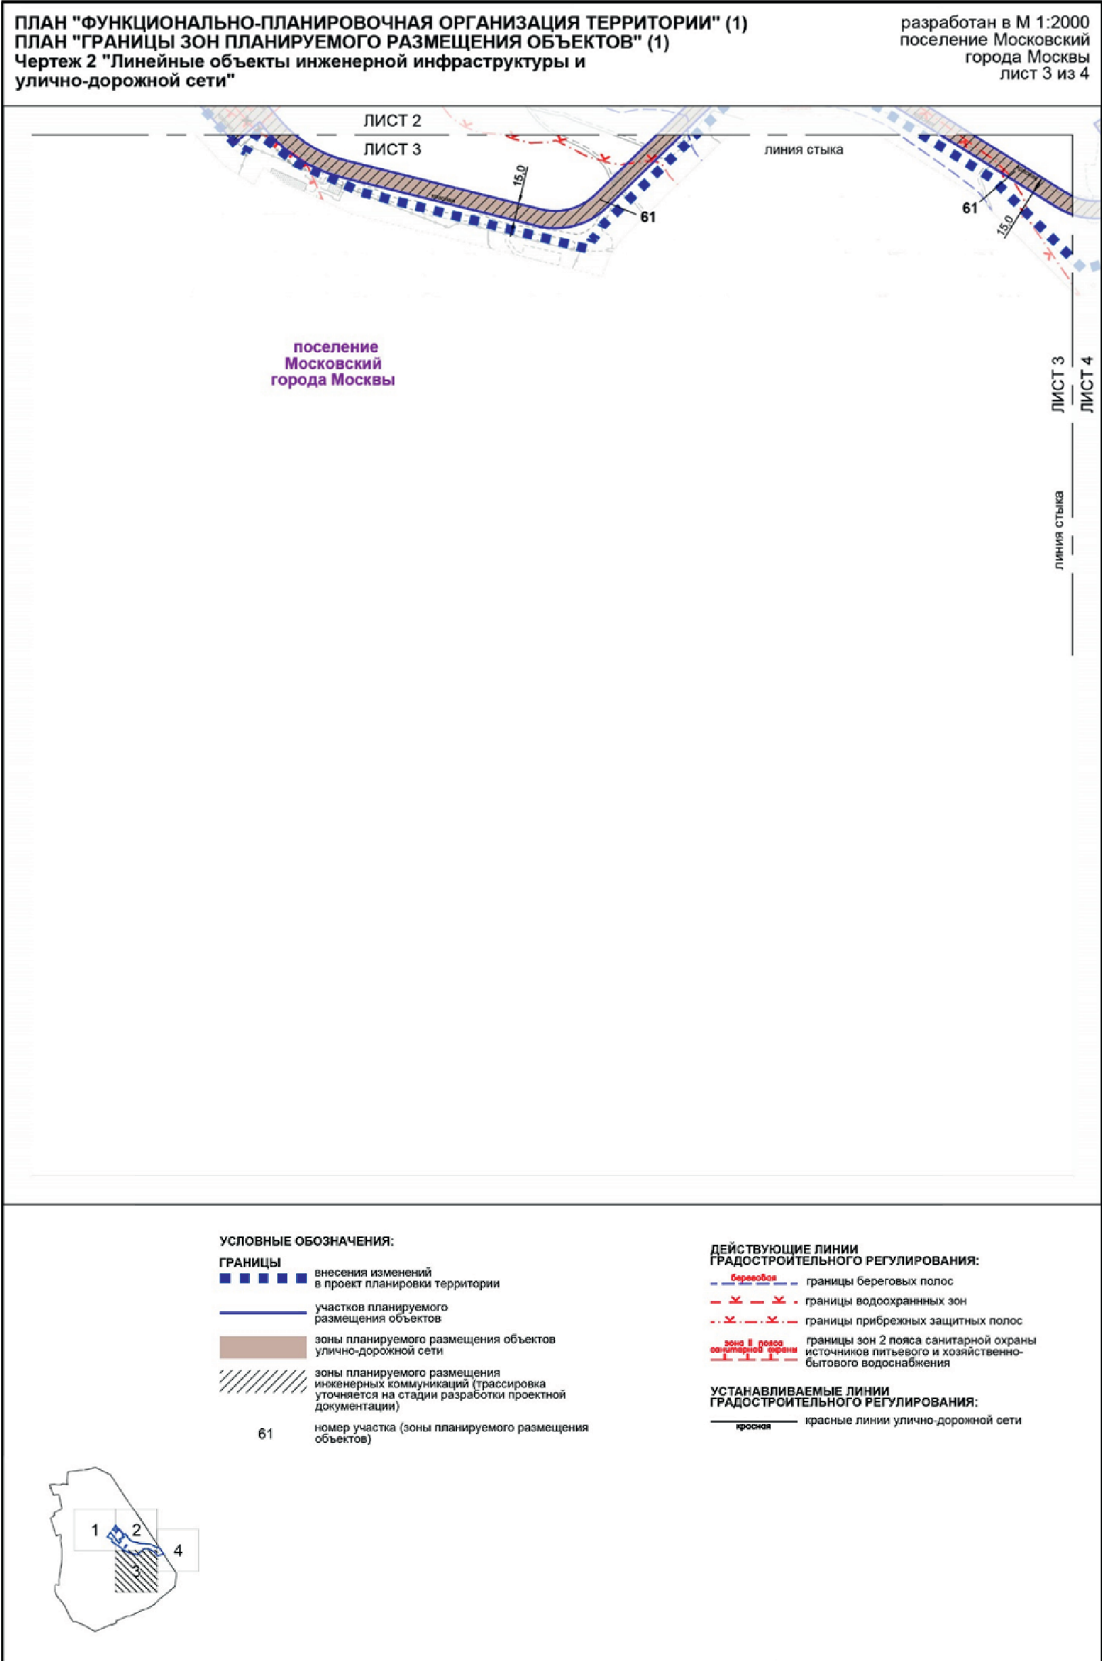 ПЛАН "ФУНКЦИОНАЛЬНО-ПЛАНИРОВОЧНАЯ ОРГАНИЗАЦИЯ ТЕРРИТОРИИ" (1)
ПЛАН "ГРАНИЦЫ ЗОН ПЛАНИРУЕМОГО РАЗМЕЩЕНИЯ ОБЪЕКТОВ" (1)
Чертеж 2 "Линейные объекты инженерной инфраструктуры и
улично-дорожной сети"
разработан в М 1:2000
поселение Московский
города Москвы
лист 3 из 4
ЛИСТ 2
ЛИСТ 3
линия стыка
15,0
61
61
15,0
поселение
Московский
города Москвы
ЛИСТ 3
ЛИСТ 4
линия стыка
УСЛОВНЫЕ ОБОЗНАЧЕНИЯ:
ГРАНИЦЫ
внесения изменений
в проект планировки территории
участков планируемого
размещения объектов
зоны планируемого размещения объектов
улично-дорожной сети
зоны планируемого размещения
инженерных коммуникаций (трассировка
уточняется на стадии разработки проектной
документации)
61
номер участка (зоны планируемого размещения
объектов)
ДЕЙСТВУЮЩИЕ ЛИНИИ
ГРАДОСТРОИТЕЛЬНОГО РЕГУЛИРОВАНИЯ:
береговая
границы береговых полос
границы водоохраннных зон
границы прибрежных защитных полос
зона II пояса
санитарной охраны
границы зон 2 пояса санитарной охраны
источников питьевого и хозяйственно-
бытового водоснабжения
УСТАНАВЛИВАЕМЫЕ ЛИНИИ
ГРАДОСТРОИТЕЛЬНОГО РЕГУЛИРОВАНИЯ:
красная
красные линии улично-дорожной сети
1
2
4
3